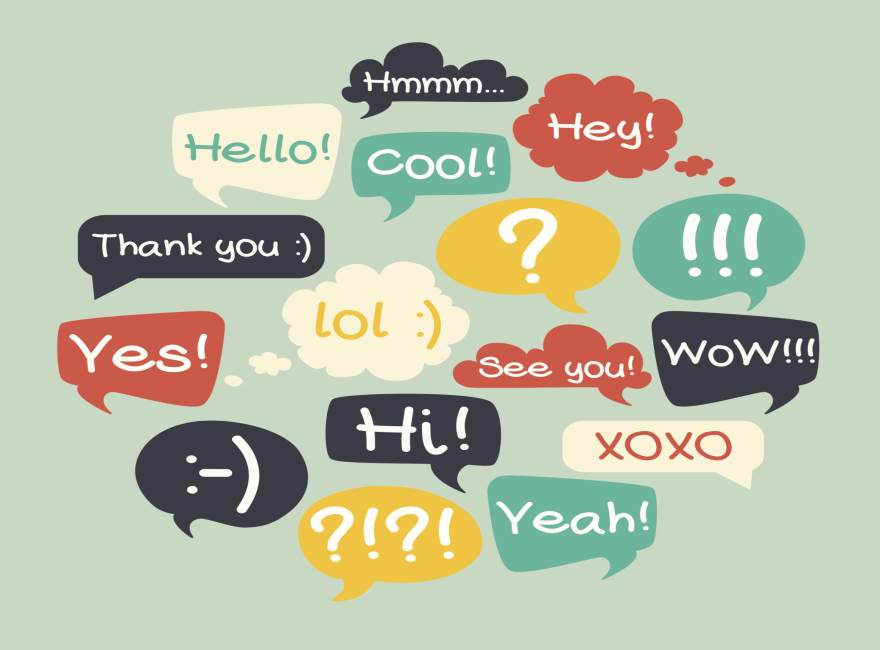 Hmmm...
Hey!
Hello!
Cool!
?
!!!
Thank you :)
lol :)
Yes!
See you!
WoW!!!
Hi!
XOXO
:-)
?!?!
Yeah!